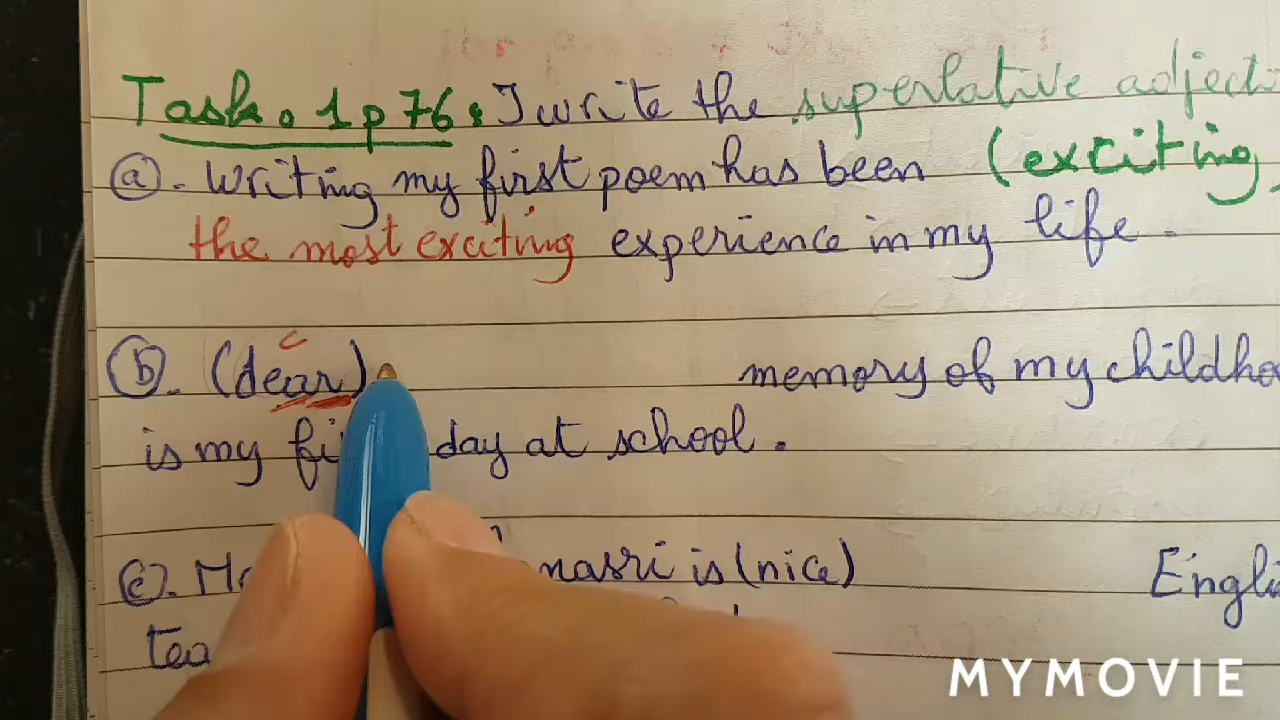 Task. 1 p 76: I write the superlative
(a). Writing my first poem has been (exciting
the most exciting experience in my life.
c
(b). (dear) memory of my
is my day at school.
(c). is (nice)
MYMOVIE